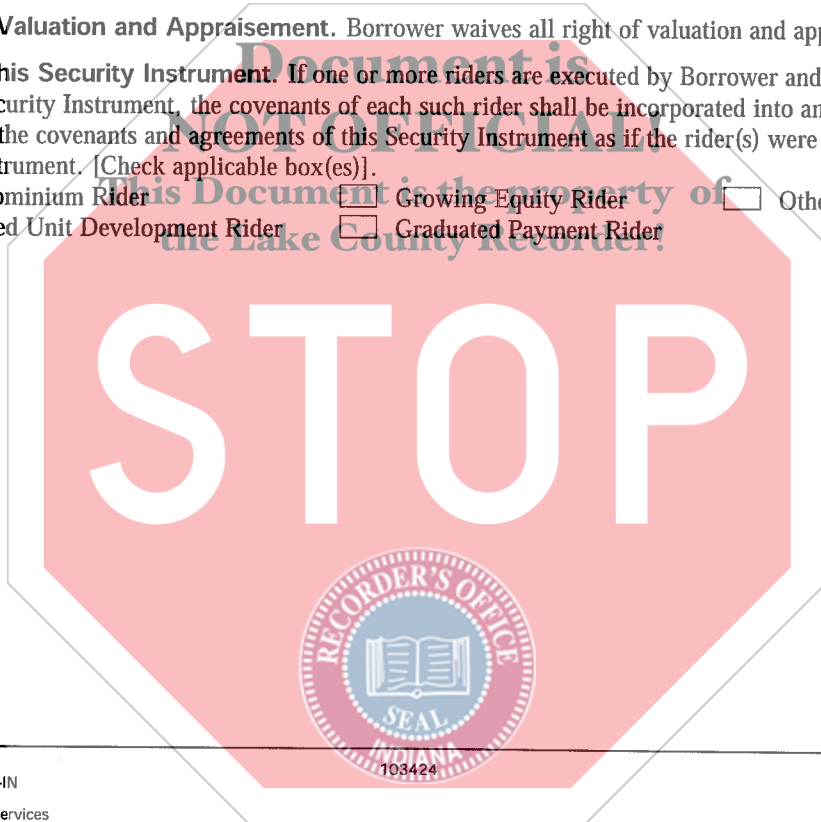 Valuation and Appraisement. Borrower waives all right of valuation and app
Document is
his Security Instrument. If one or more riders are executed by Borrower and
curity Instrument, the covenants of each such rider shall be incorporated into an
NOT OFFICIAL!
the covenants and agreements of this Security Instrument as if the rider(s) were
trument. [Check applicable box(es)].
This Document is the property of
ominium Rider Growing Equity Rider Othe
ed Unit Development Rider Graduated Payment Rider
the Lake County Recorder!
STOP
RECORDER'S OFFICE
SEAL
INDIANA
103424
-IN
ervices